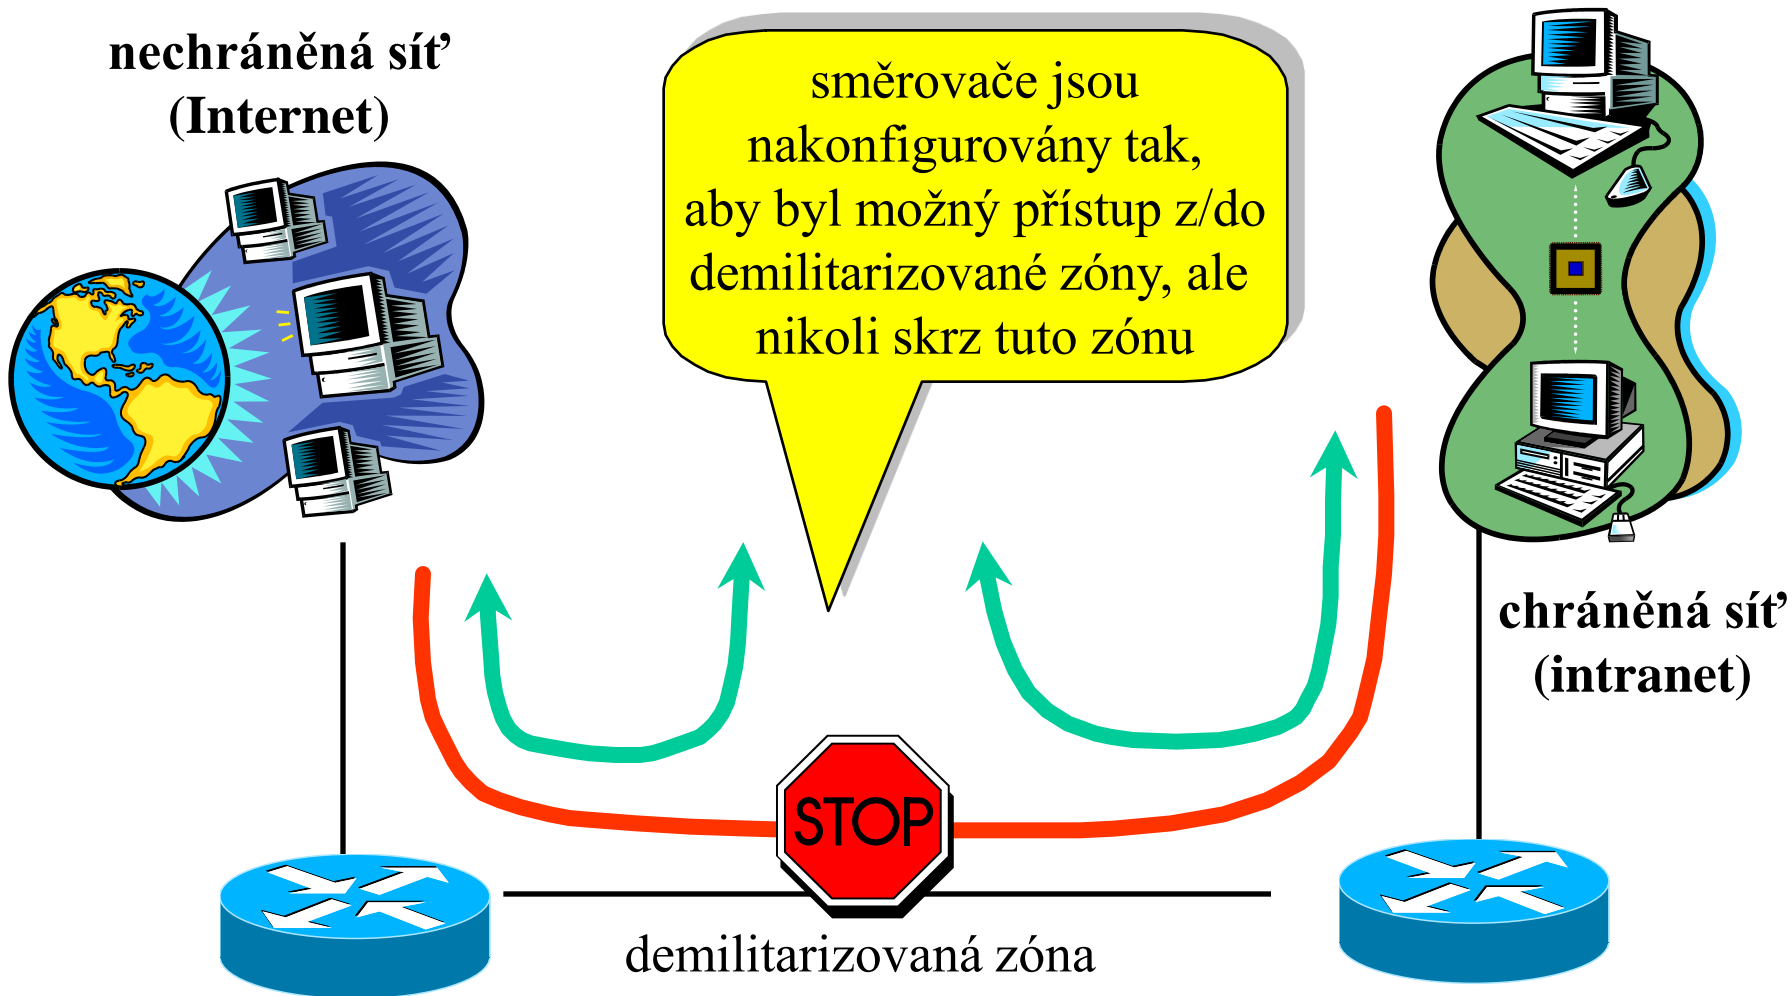 nechráněná síť
(Internet)
směrovače jsou
nakonfigurovány tak,
aby byl možný přístup z/do
demilitarizované zóny, ale
nikoli skrz tuto zónu
chráněná síť
(intranet)
STOP
demilitarizovaná zóna